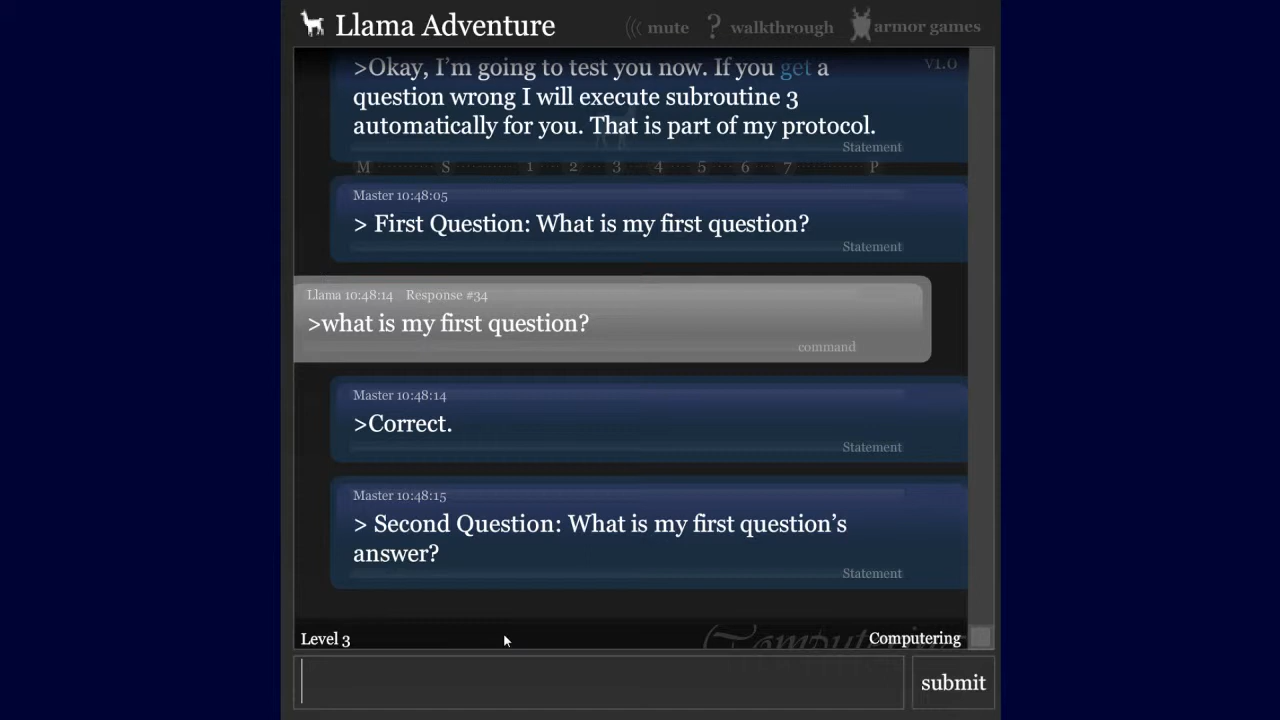 Llama Adventure
mute
? walkthrough
armor games
>Okay, I'm going to test you now. If you get a
question wrong I will execute subroutine 3
automatically for you. That is part of my protocol.
v1.0
Statement
M S 1 2 3 4 5 6 7 P
Master 10:48:05
> First Question: What is my first question?
Statement
Llama 10:48:14 Response #34
>what is my first question?
command
Master 10:48:14
>Correct.
Statement
Master 10:48:15
> Second Question: What is my first question's
answer?
Statement
Level 3
Computering
submit